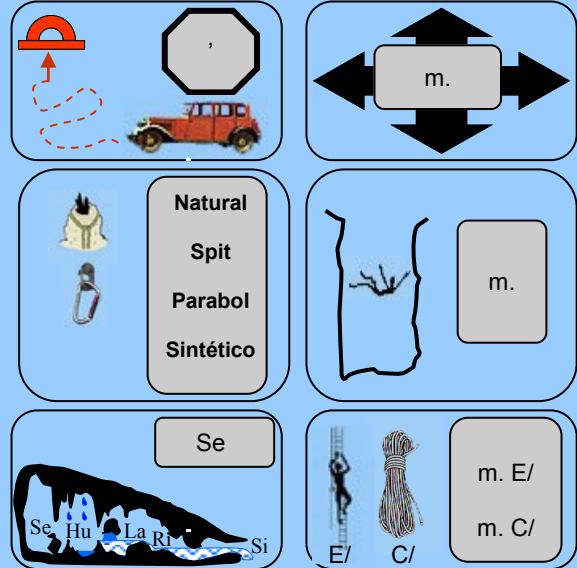 ’
m.
Natural
Spit
Parabol
Sintético
m.
Se
Se Hu La Ri Si
m. E/
m. C/
E/ C/